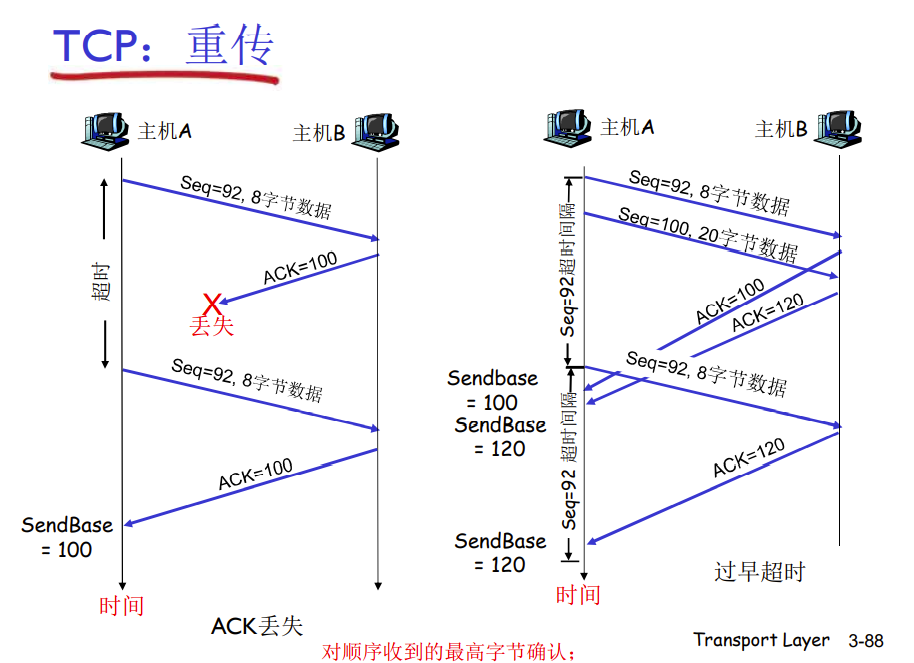 TCP：重传
主机A
主机B
Seq=92, 8字节数据
ACK=100
超时
X
丢失
Seq=92, 8字节数据
ACK=100
SendBase
= 100
时间
ACK丢失
主机A
主机B
Seq=92, 8字节数据
Seq=100, 20字节数据
Seq=92超时间隔
ACK=100
ACK=120
Seq=92, 8字节数据
Sendbase
= 100
SendBase
= 120
Seq=92 超时间隔
ACK=120
SendBase
= 120
时间
过早超时
对顺序收到的最高字节确认；
Transport Layer 3-88